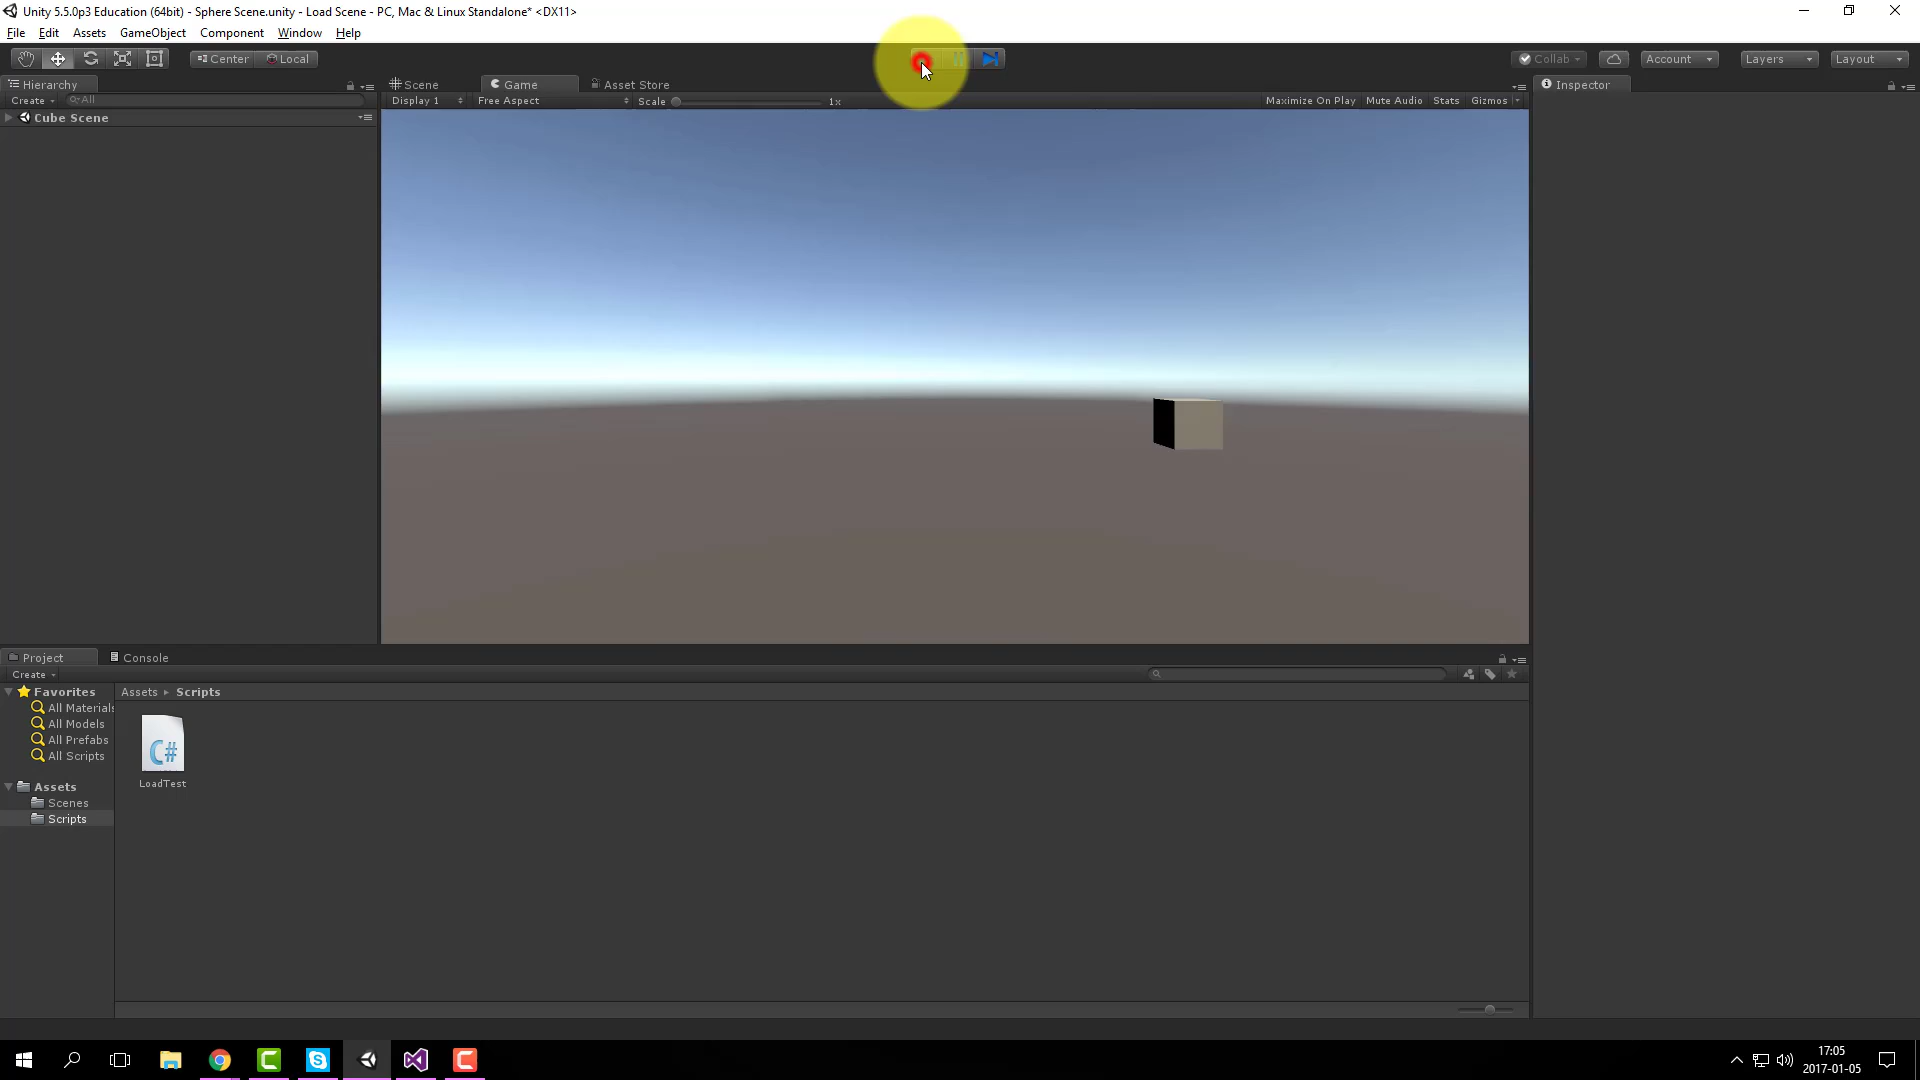 Unity 5.5.0p3 Education (64bit) - Sphere Scene.unity - Load Scene - PC, Mac & Linux Standalone* <DX11>
File Edit Assets GameObject Component Window Help
Center Local Collab Account Layers Layout
Hierarchy Scene Game Asset Store Inspector
Create All Display 1 Free Aspect Scale 1x Maximize On Play Mute Audio Stats Gizmos
Cube Scene
Project Console
Create
Favorites Assets Scripts
All Materials
All Models
All Prefabs
All Scripts
C#
LoadTest
Assets
Scenes
Scripts
17:05
2017-01-05